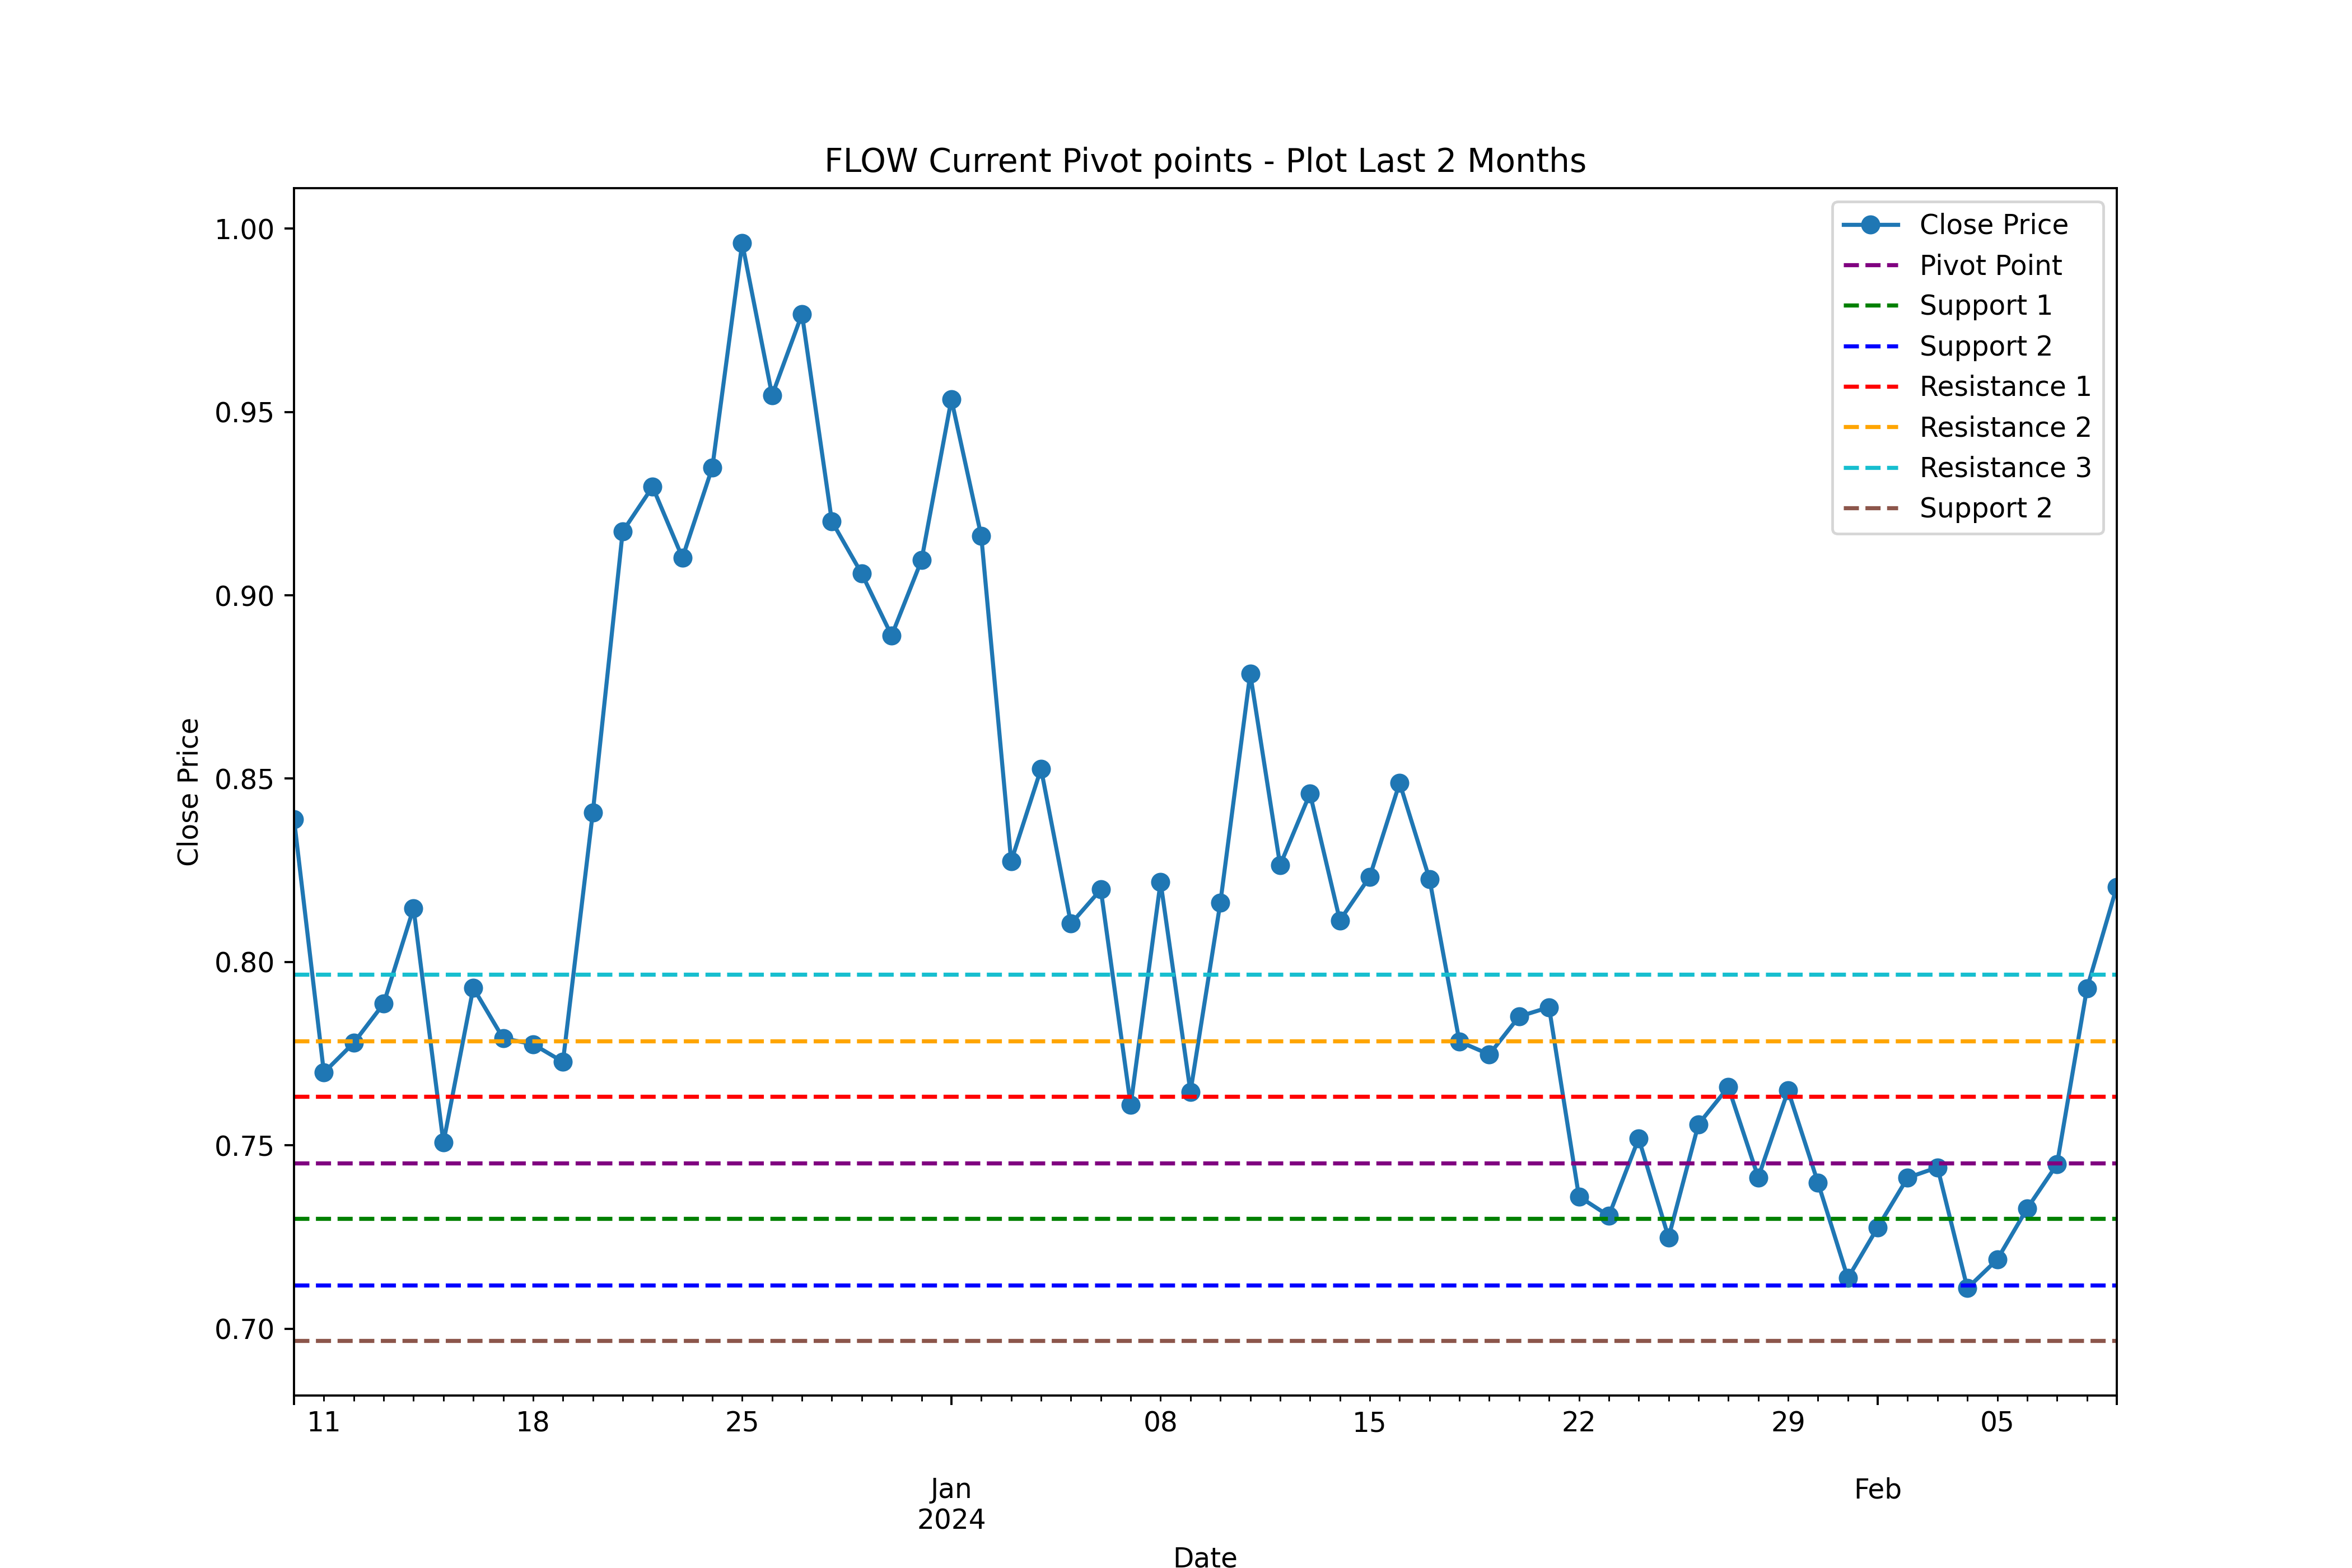 FLOW Current Pivot points - Plot Last 2 Months
Close Price
Pivot Point
Support 1
Support 2
Resistance 1
Resistance 2
Resistance 3
Support 2
1.00
0.95
0.90
0.85
0.80
0.75
0.70
Close Price
11
18
25
08
15
22
29
05
Jan
2024
Feb
Date